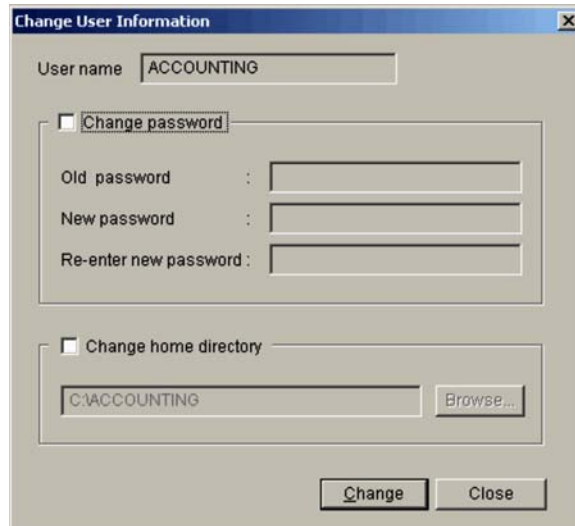 Change User Information
User name ACCOUNTING
Change password
Old password :
New password :
Re-enter new password :
Change home directory
C:\ACCOUNTING Browse...
Change Close